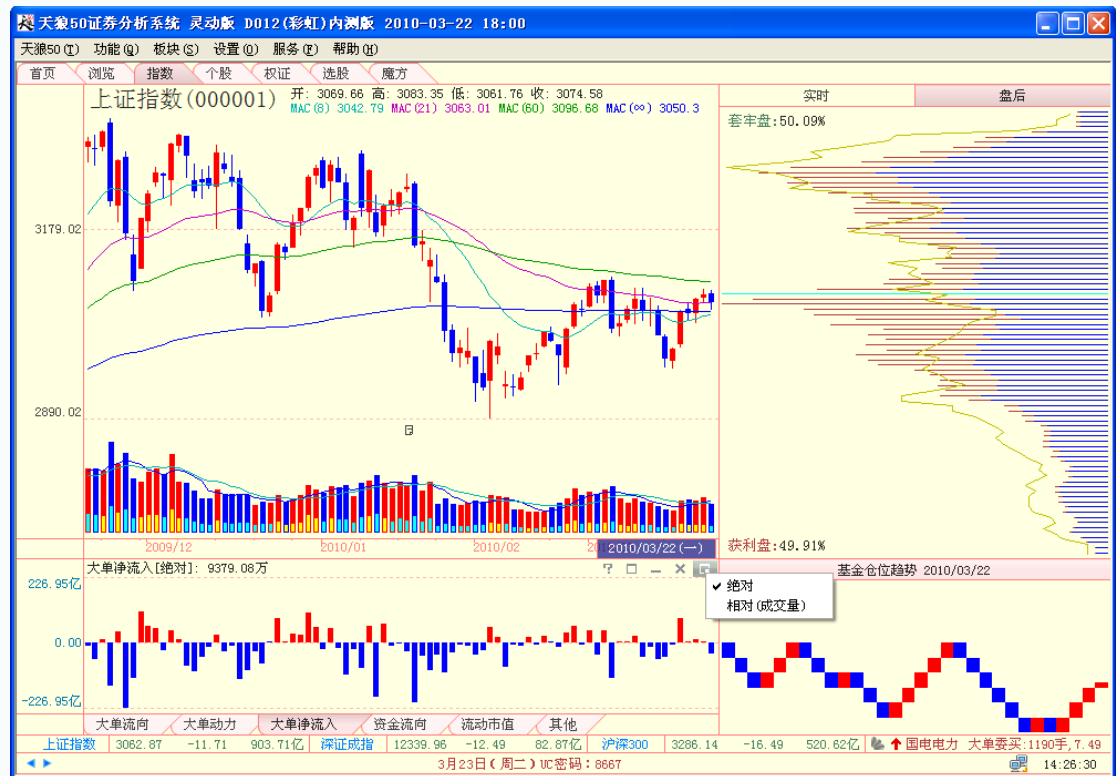 天狼50证券分析系统 灵动版 D012(彩虹)内测版 2010-03-22 18:00
天狼50(T) 功能(Q) 板块(S) 设置(O) 服务(F) 帮助(H)
首页 浏览 指数 个股 权证 选股 魔方
上证指数(000001) 开: 3069.66 高: 3083.35 低: 3061.76 收: 3074.58
MAC(8) 3042.79 MAC(21) 3063.01 MAC(60) 3096.68 MAC(∞) 3050.3
实时 盘后
套牢盘:50.09%
3179.02
2890.02
获利盘:49.91%
2009/12 2010/01 2010/02 2010/03/22(一)
大单净流入[绝对]: 9379.08万
基金仓位趋势 2010/03/22
226.95亿
✔ 绝对
相对(成交量)
0.00
-226.95亿
大单流向 大单动力 大单净流入 资金流向 流动市值 其他
上证指数 3062.87 -11.71 903.71亿 深证成指 12339.96 -12.49 82.87亿 沪深300 3286.14 -16.49 520.62亿 国电电力 大单委买:1190手,7.49
3月23日(周二)UC密码:8667 14:26:30